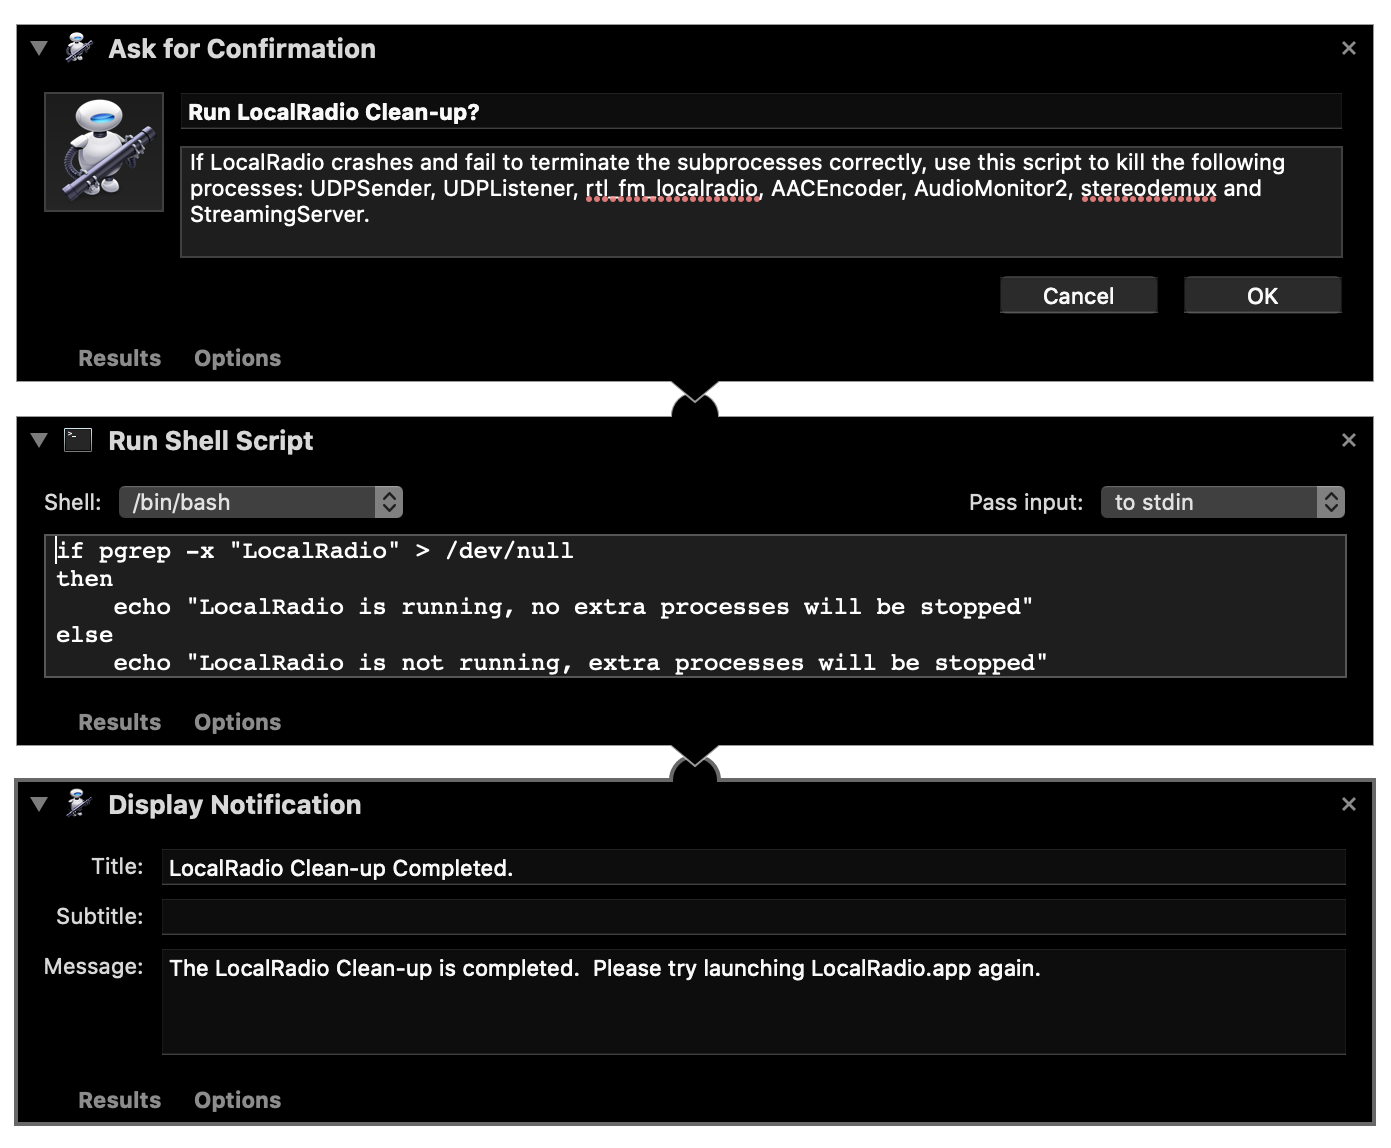 Ask for Confirmation
Run LocalRadio Clean-up?
If LocalRadio crashes and fail to terminate the subprocesses correctly, use this script to kill the following
processes: UDPSender, UDPListener, rtl_fm_localradio, AACEncoder, AudioMonitor2, stereodemux and
StreamingServer.
Cancel OK
Results Options
Run Shell Script
Shell: /bin/bash Pass input: to stdin
if pgrep -x "LocalRadio" > /dev/null
then
    echo "LocalRadio is running, no extra processes will be stopped"
else
    echo "LocalRadio is not running, extra processes will be stopped"
Results Options
Display Notification
Title: LocalRadio Clean-up Completed.
Subtitle:
Message: The LocalRadio Clean-up is completed.  Please try launching LocalRadio.app again.
Results Options